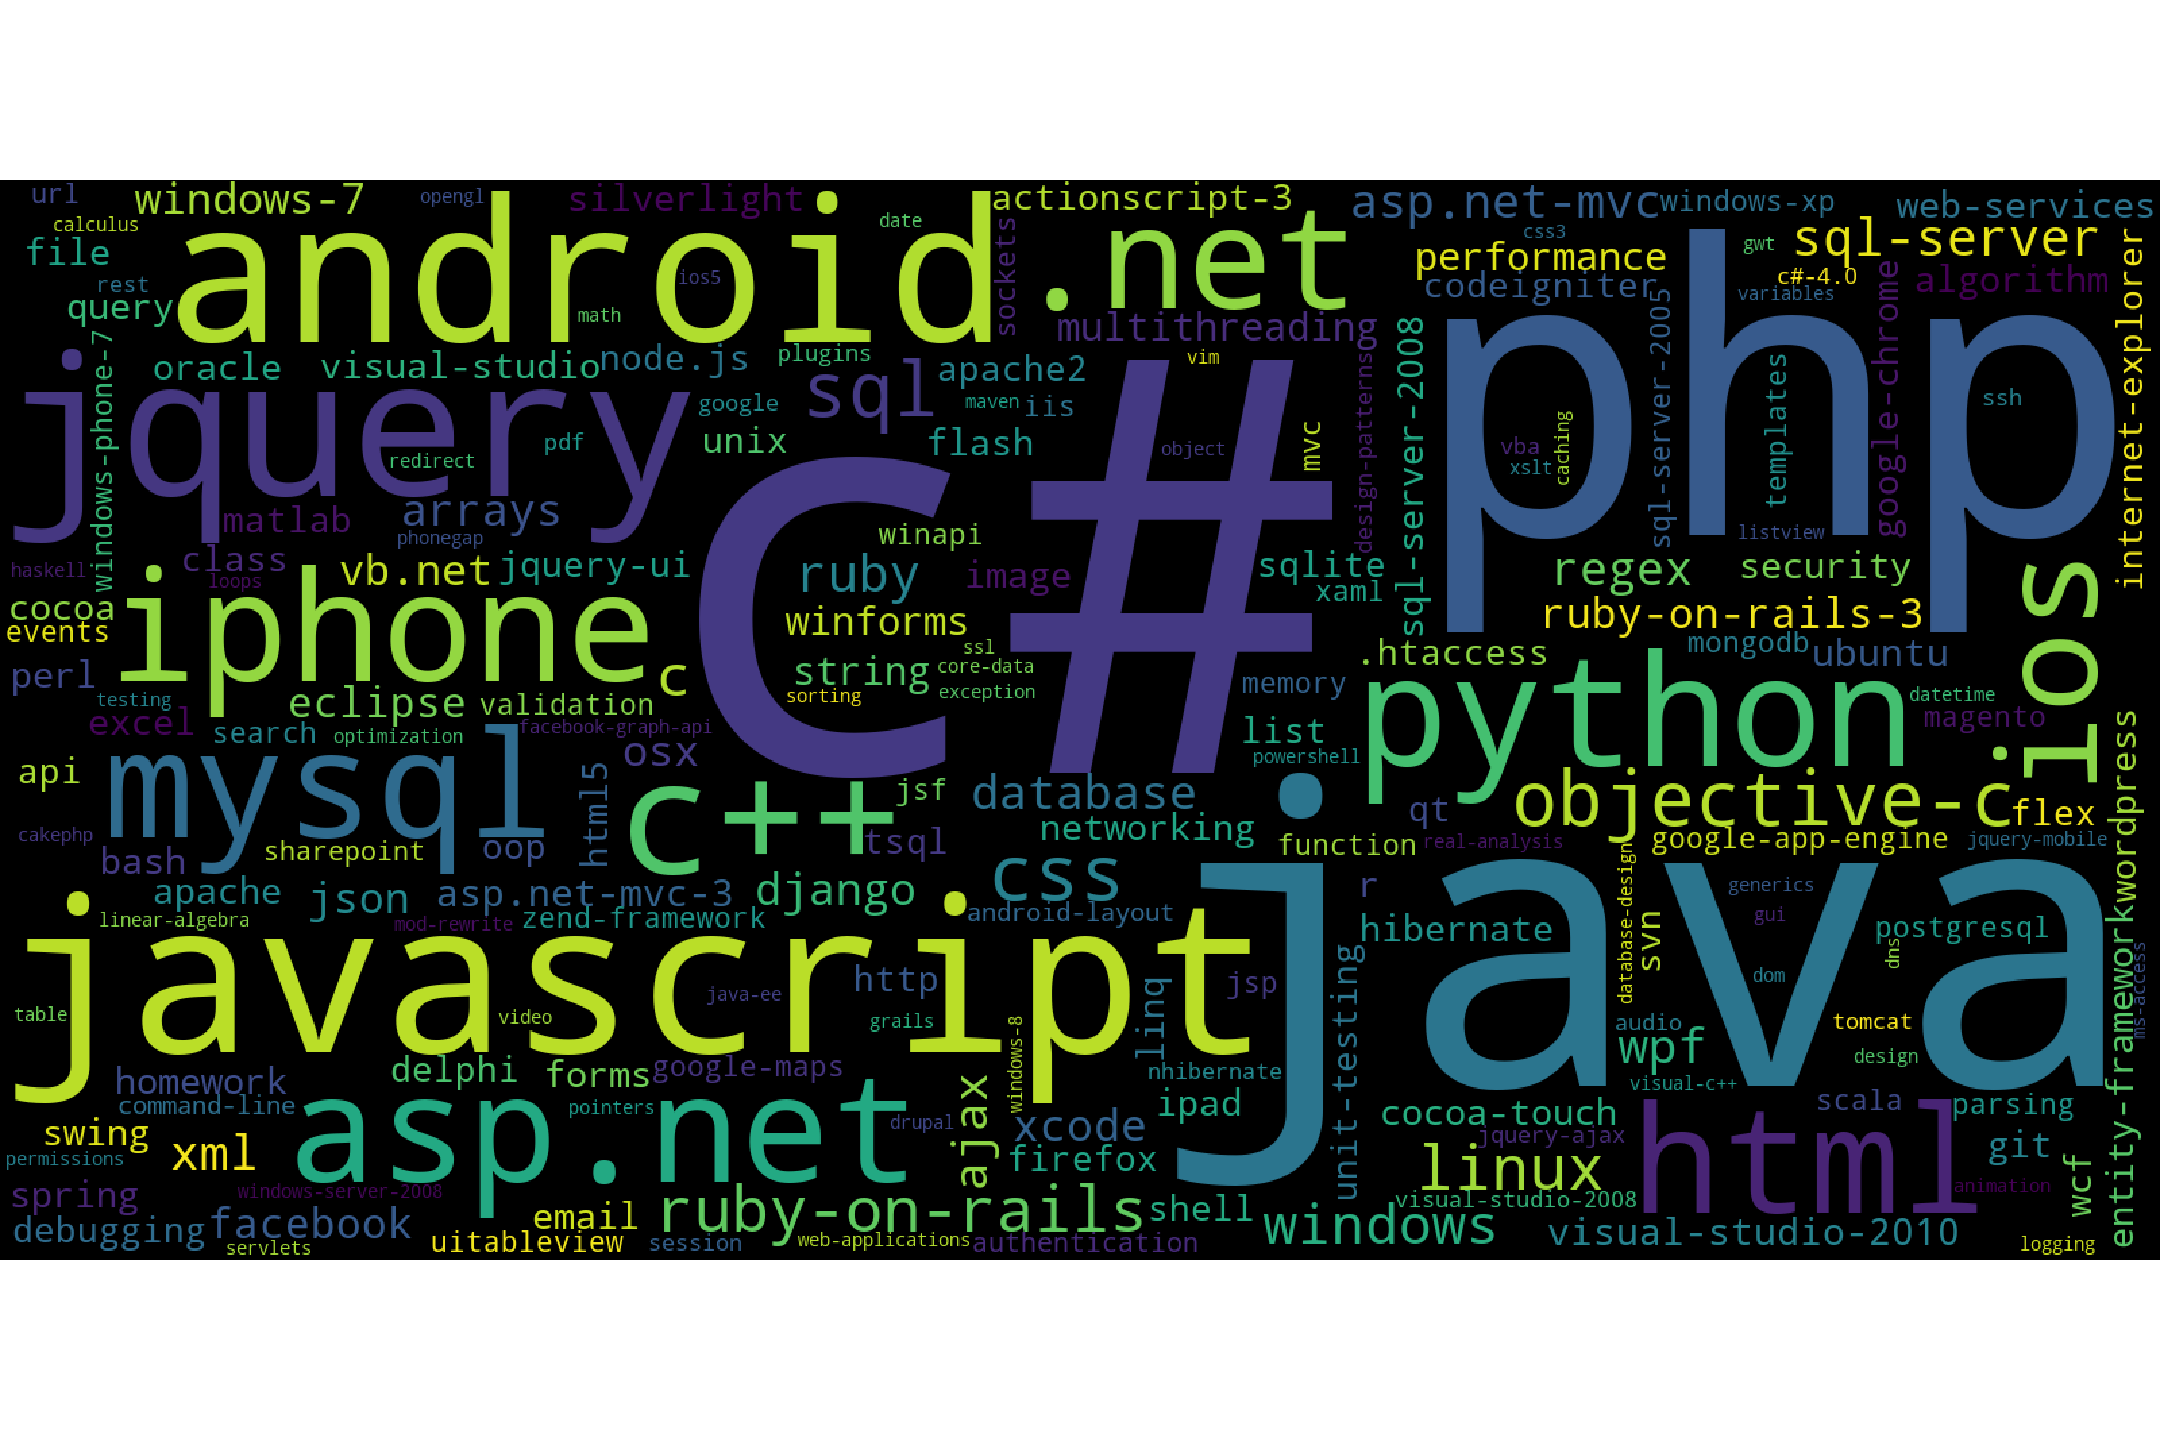 url
windows-7
opengl
silverlight
actionscript-3
asp.net-mvc
windows-xp
web-services
calculus
android
date
.net
css3
performance
gwt
sql-server
file
sockets
c#-4.0
rest
ios5
codeigniter
variables
algorithm
query
math
multithreading
php
internet-explorer
windows-phone-7
oracle
visual-studio
node.js
plugins
vim
sql-server-2008
sql-server-2005
google-chrome
jquery
sql
apache2
design-patterns
templates
google
maven
iis
ssh
redirect
pdf
unix
flash
object
mvc
vba
xslt
caching
matlab
arrays
phonegap
winapi
c#
listview
haskell
class
loops
vb.net
jquery-ui
ruby
image
sqlite
xaml
regex
security
ios
cocoa
iphone
events
winforms
ruby-on-rails-3
ssl
mongodb
ubuntu
perl
string
core-data
.htaccess
testing
eclipse
validation
c
sorting
exception
memory
python
datetime
excel
search
optimization
facebook-graph-api
osx
list
magento
powershell
wordpress
api
mysql
html5
c++
jsf
database
qt
objective-c
flex
cakephp
bash
sharepoint
oop
tsql
networking
function
real-analysis
google-app-engine
jquery-mobile
apache
json
asp.net-mvc-3
django
css
r
database-design
generics
linear-algebra
mod-rewrite
zend-framework
android-layout
java
hibernate
svn
gui
postgresql
entity-framework
javascript
http
linq
jsp
unit-testing
dom
dns
ms-access
table
video
java-ee
grails
windows-8
audio
tomcat
wpf
design
homework
delphi
forms
google-maps
nhibernate
visual-c++
command-line
asp.net
pointers
drupal
ajax
xcode
ipad
cocoa-touch
scala
parsing
swing
xml
firefox
jquery-ajax
html
git
permissions
linux
wcf
spring
windows-server-2008
ruby-on-rails
shell
visual-studio-2008
animation
debugging
facebook
email
windows
visual-studio-2010
servlets
uitableview
session
web-applications
authentication
logging